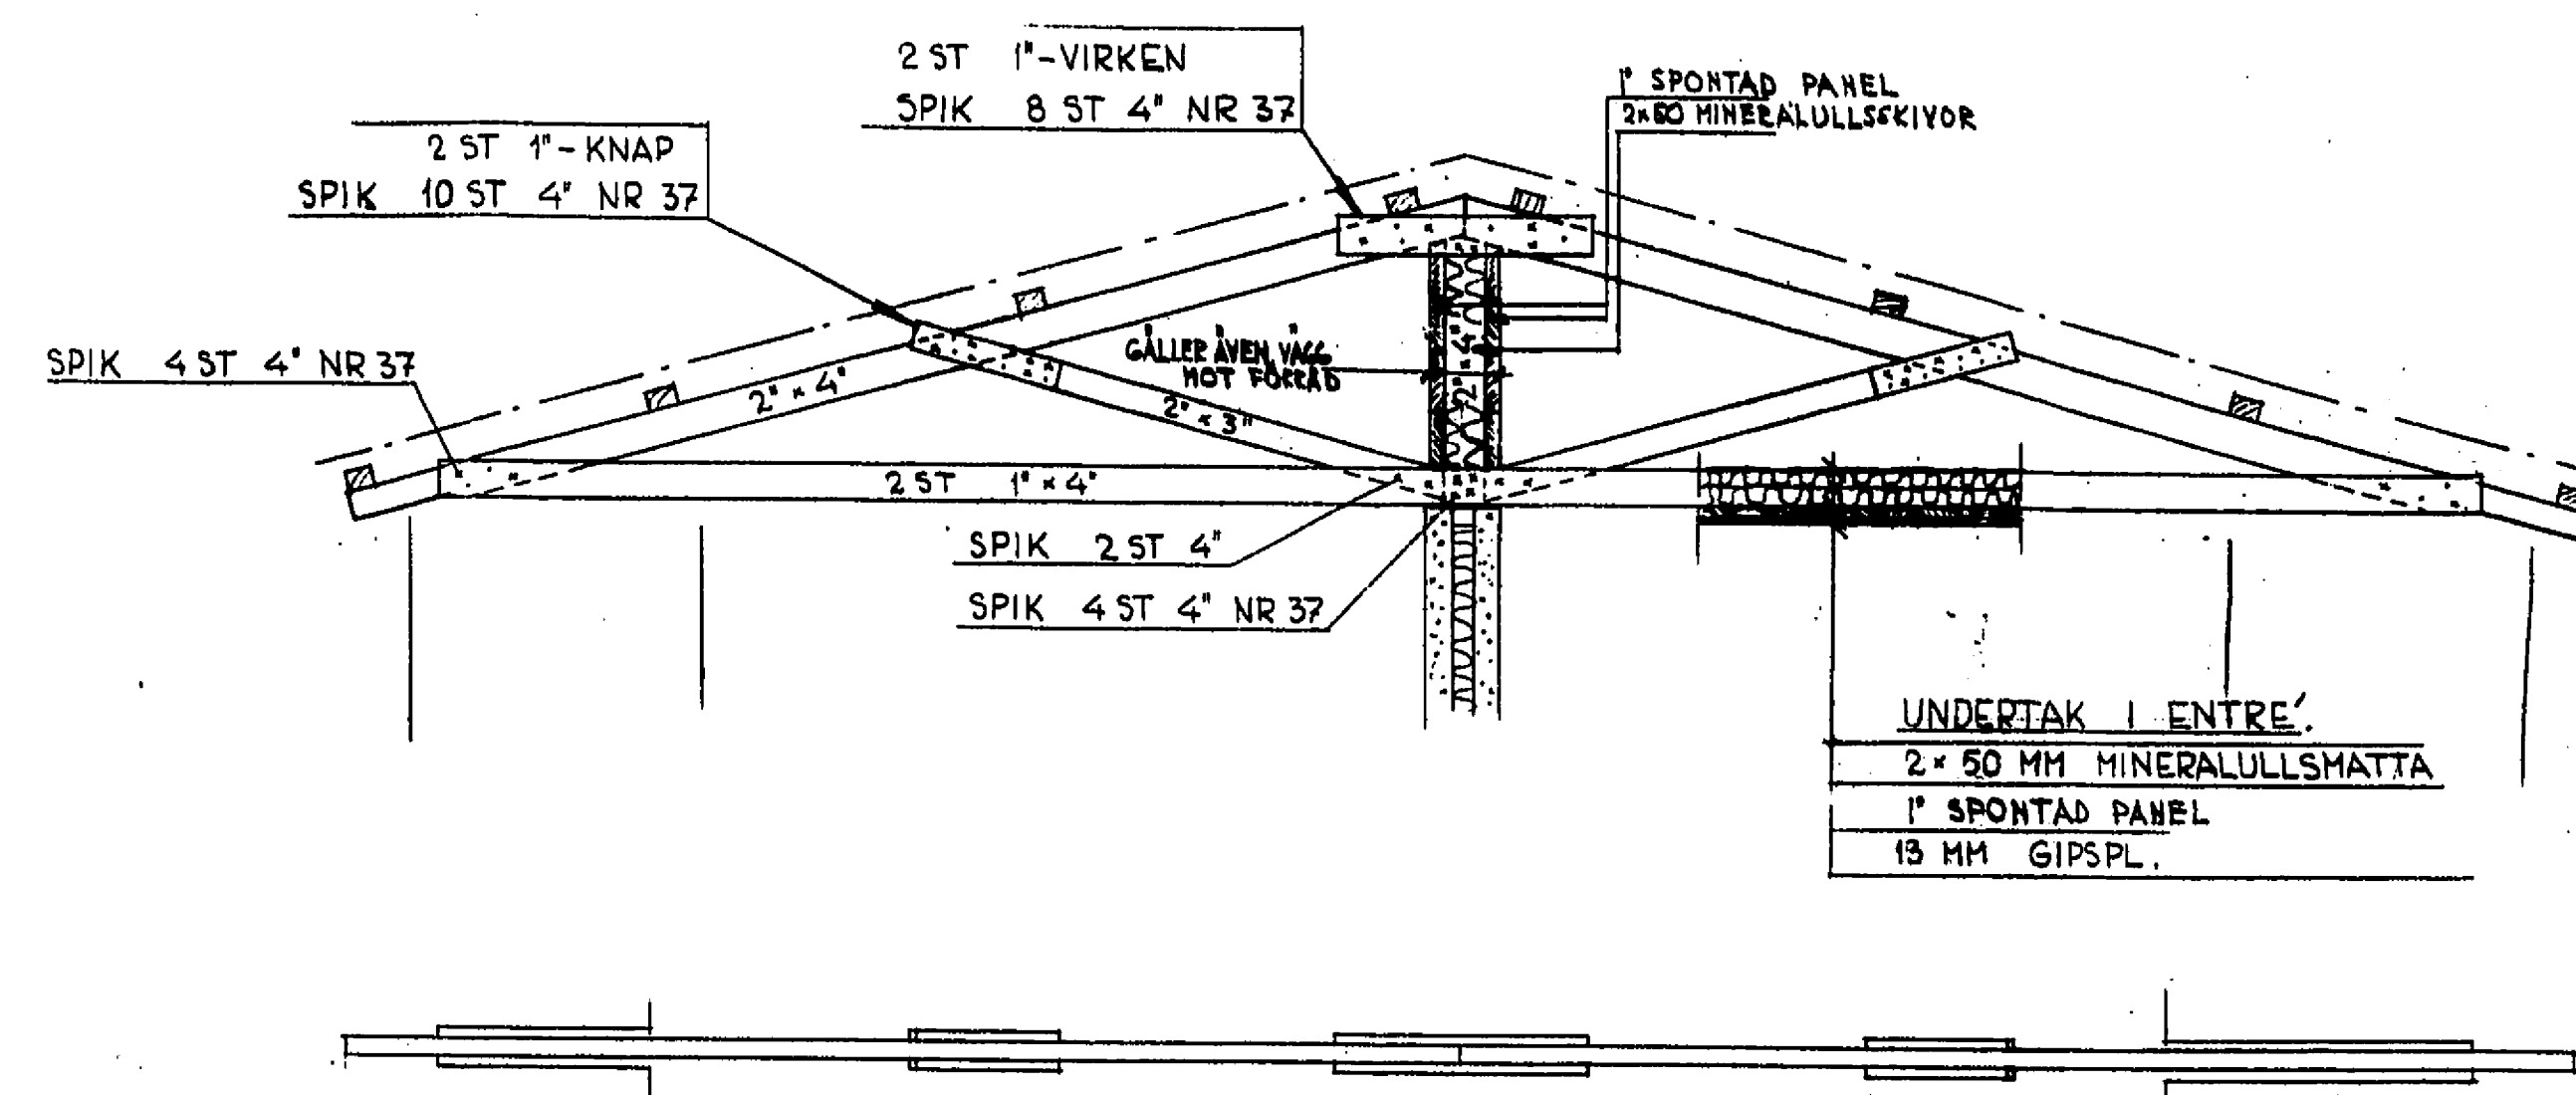 2 ST 1"-VIRKEN
SPIK 8 ST 4" NR 37
1" SPONTAD PANEL
2x50 MINERALULLSSKIVOR
2 ST 1"-KNAP
SPIK 10 ST 4" NR 37
SPIK 4 ST 4" NR 37
GÄLLER ÄVEN VÄGG
MOT FÖRRÅD
2" x 4"
2" x 4"
2" x 3"
2 ST 1" x 4"
SPIK 2 ST 4"
SPIK 4 ST 4" NR 37
UNDERTAK I ENTRÉ.
2 x 50 MM MINERALULLSMATTA
1" SPONTAD PANEL
13 MM GIPSPL.